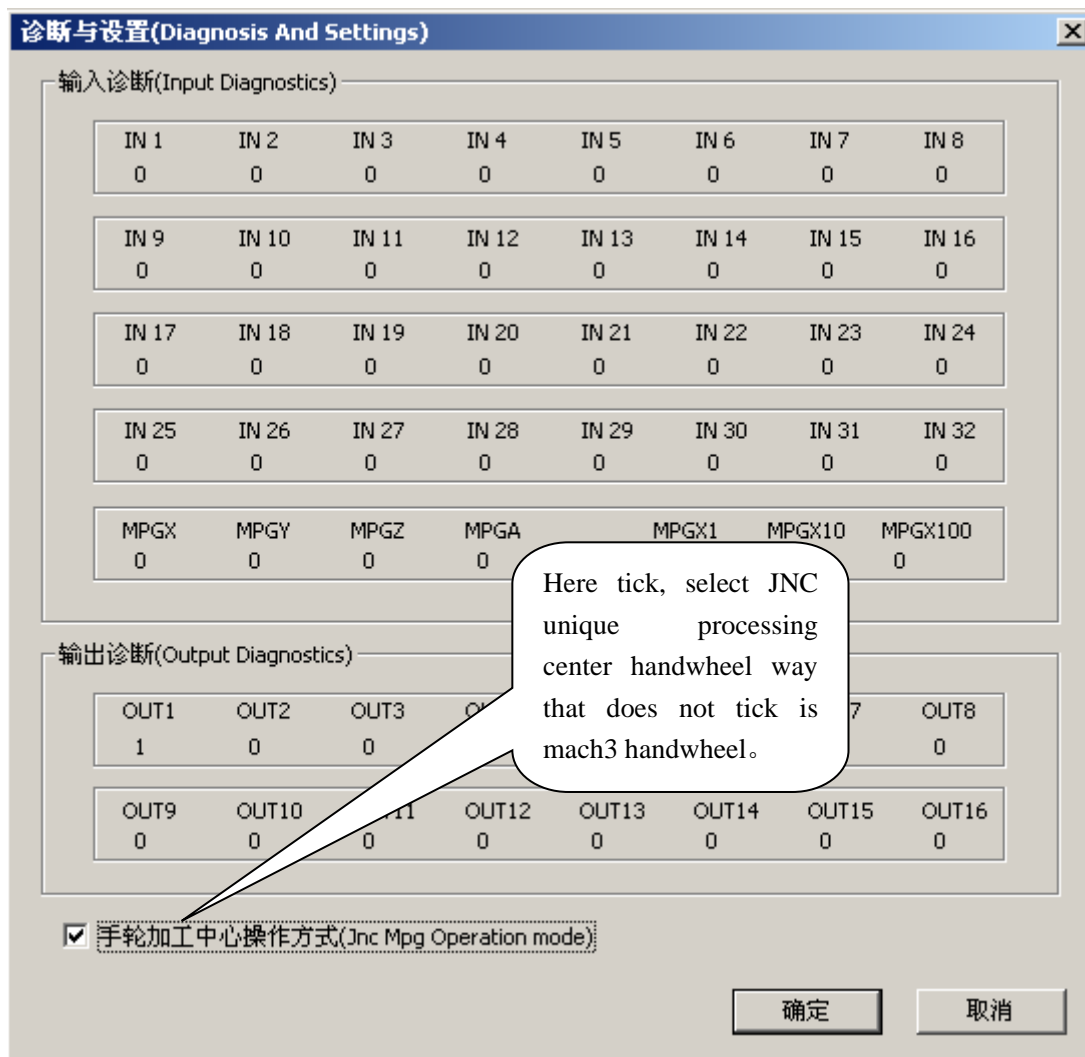 诊断与设置(Diagnosis And Settings)
输入诊断(Input Diagnostics)
IN 1 IN 2 IN 3 IN 4 IN 5 IN 6 IN 7 IN 8
0 0 0 0 0 0 0 0
IN 9 IN 10 IN 11 IN 12 IN 13 IN 14 IN 15 IN 16
0 0 0 0 0 0 0 0
IN 17 IN 18 IN 19 IN 20 IN 21 IN 22 IN 23 IN 24
0 0 0 0 0 0 0 0
IN 25 IN 26 IN 27 IN 28 IN 29 IN 30 IN 31 IN 32
0 0 0 0 0 0 0 0
MPGX MPGY MPGZ MPGA MPGX1 MPGX10 MPGX100
0 0 0 0 0
Here tick, select JNC
unique processing
center handwheel way
that does not tick is
mach3 handwheel。
输出诊断(Output Diagnostics)
OUT1 OUT2 OUT3 7 OUT8
1 0 0 0
OUT9 OUT10 11 OUT12 OUT13 OUT14 OUT15 OUT16
0 0 0 0 0 0 0 0
手轮加工中心操作方式(Jnc Mpg Operation mode)
确定 取消